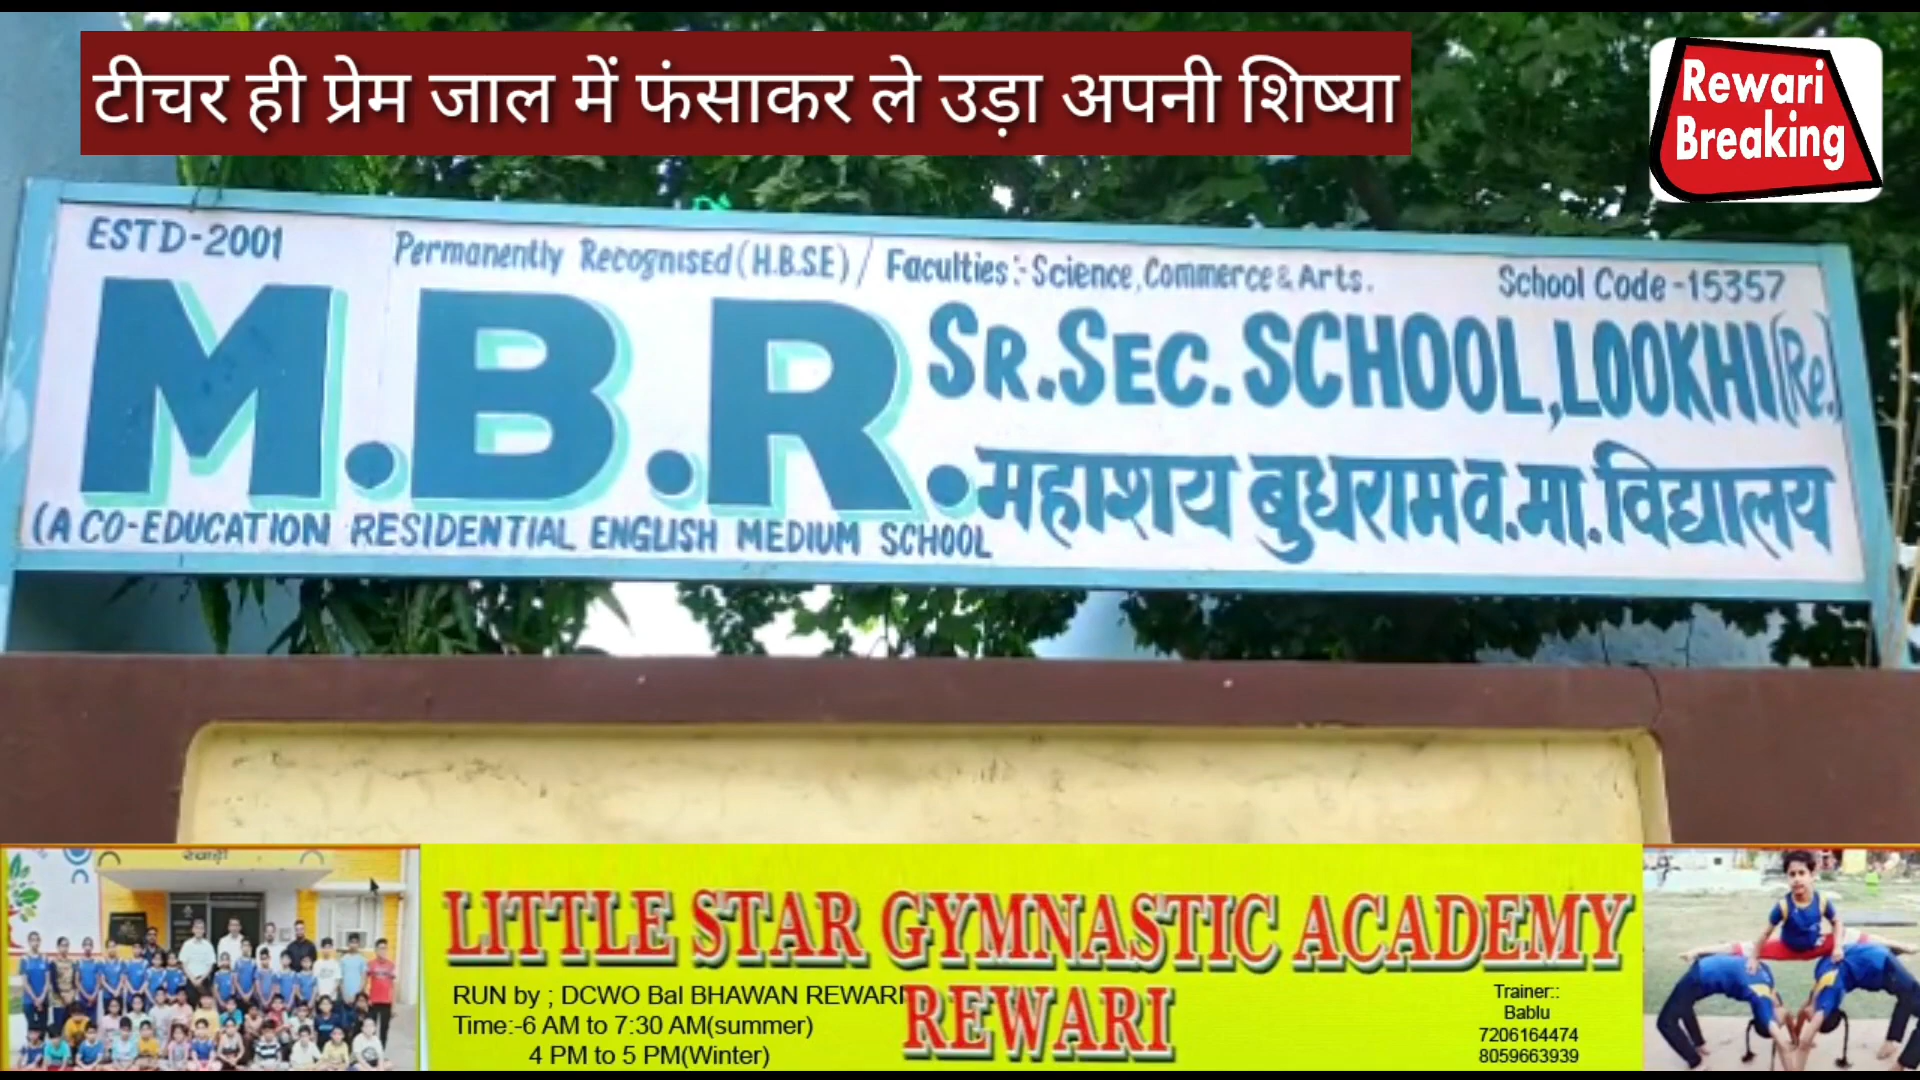 टीचर ही प्रेम जाल में फंसाकर ले उड़ा अपनी शिष्या
Rewari
Breaking
ESTD-2001 Permanently Recognised (H.B.S.E) / Faculties:- Science, Commerce & Arts. School Code -15357
M.B.R. SR. SEC. SCHOOL, LOOKHI (Re.)
महाशय बुधराम व. मा. विद्यालय
(A CO-EDUCATION RESIDENTIAL ENGLISH MEDIUM SCHOOL
रेवाड़ी
LITTLE STAR GYMNASTIC ACADEMY
REWARI
RUN by ; DCWO Bal BHAWAN REWARI
Time:-6 AM to 7:30 AM(summer)
4 PM to 5 PM(Winter)
Trainer::
Bablu
7206164474
8059663939